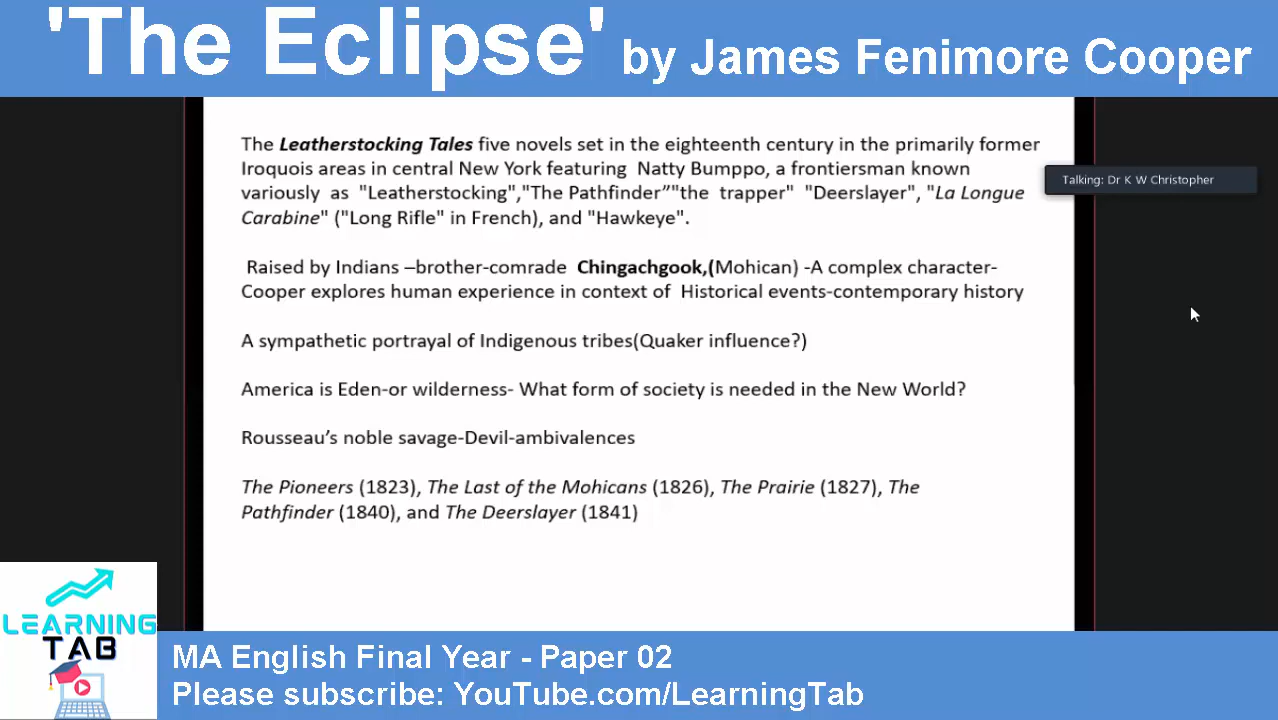 'The Eclipse' by James Fenimore Cooper
The Leatherstocking Tales five novels set in the eighteenth century in the primarily former
Iroquois areas in central New York featuring Natty Bumppo, a frontiersman known
variously as "Leatherstocking","The Pathfinder”"the trapper" "Deerslayer", "La Longue
Carabine" ("Long Rifle" in French), and "Hawkeye".
Talking: Dr K W Christopher
Raised by Indians –brother-comrade Chingachgook,(Mohican) -A complex character-
Cooper explores human experience in context of Historical events-contemporary history
A sympathetic portrayal of Indigenous tribes(Quaker influence?)
America is Eden-or wilderness- What form of society is needed in the New World?
Rousseau’s noble savage-Devil-ambivalences
The Pioneers (1823), The Last of the Mohicans (1826), The Prairie (1827), The
Pathfinder (1840), and The Deerslayer (1841)
LEARNING
TAB
MA English Final Year - Paper 02
Please subscribe: YouTube.com/LearningTab